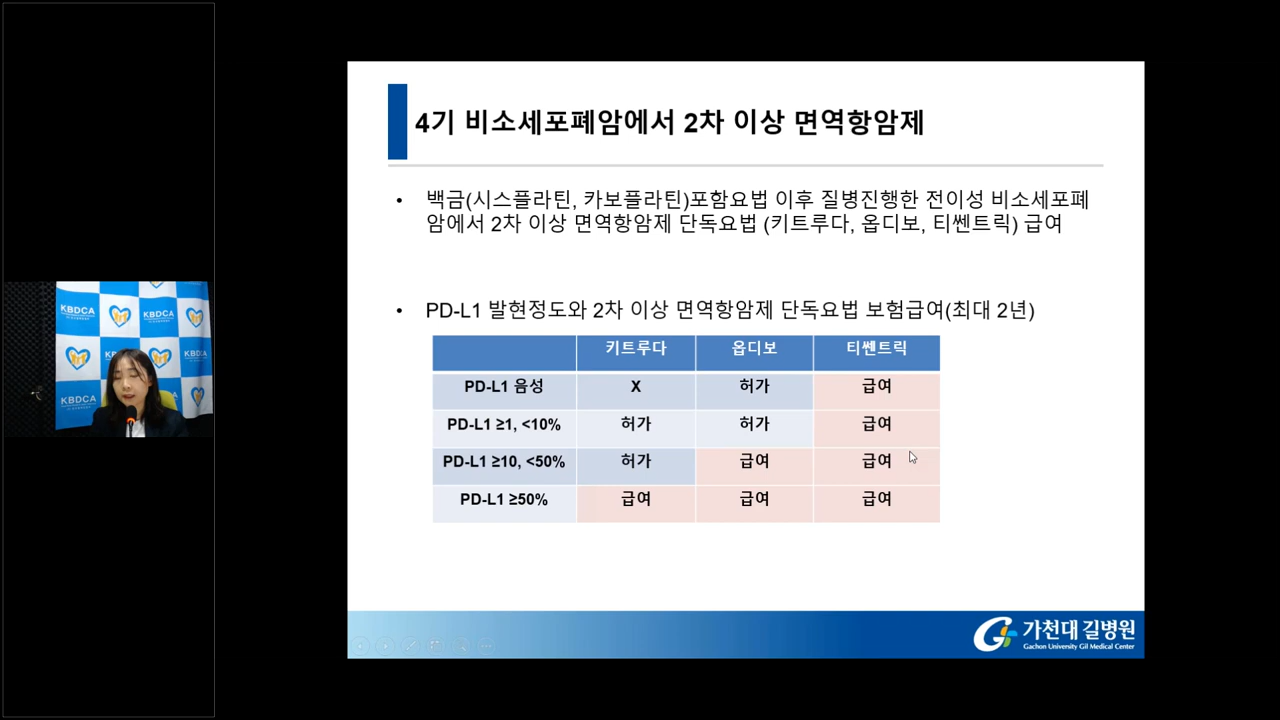 4기 비소세포폐암에서 2차 이상 면역항암제
• 백금(시스플라틴, 카보플라틴)포함요법 이후 질병진행한 전이성 비소세포폐
암에서 2차 이상 면역항암제 단독요법 (키트루다, 옵디보, 티쎈트릭) 급여
• PD-L1 발현정도와 2차 이상 면역항암제 단독요법 보험급여(최대 2년)
키트루다 옵디보 티쎈트릭
PD-L1 음성 X 허가 급여
PD-L1 ≥1, <10% 허가 허가 급여
PD-L1 ≥10, <50% 허가 급여 급여
PD-L1 ≥50% 급여 급여 급여
가천대 길병원
Gachon University Gil Medical Center
KBDCA
KBDCA
KBDCA
KBDCA